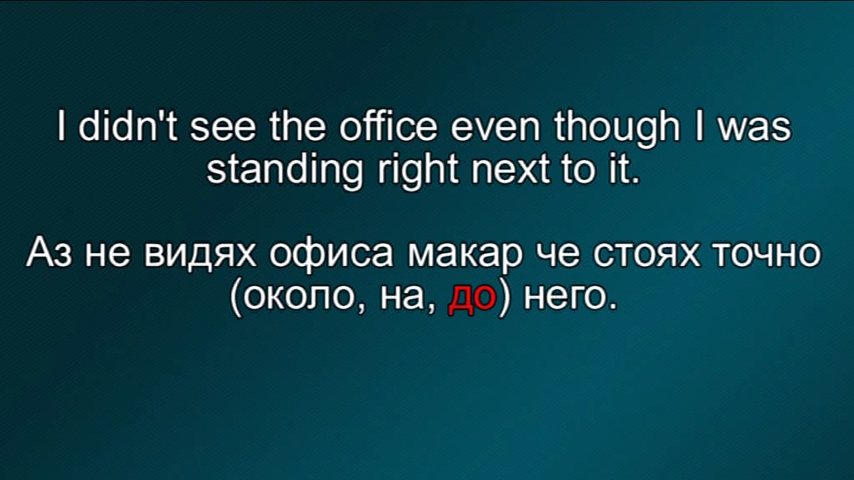 I didn't see the office even though I was
standing right next to it.
Аз не видях офиса макар че стоях точно
(около, на, до) него.